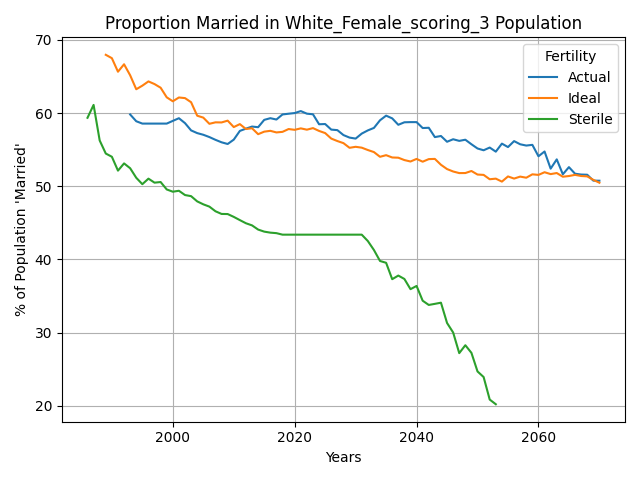 Proportion Married in White_Female_scoring_3 Population
70
60
50
40
30
20
% of Population 'Married'
Fertility
Actual
Ideal
Sterile
2000
2020
2040
2060
Years